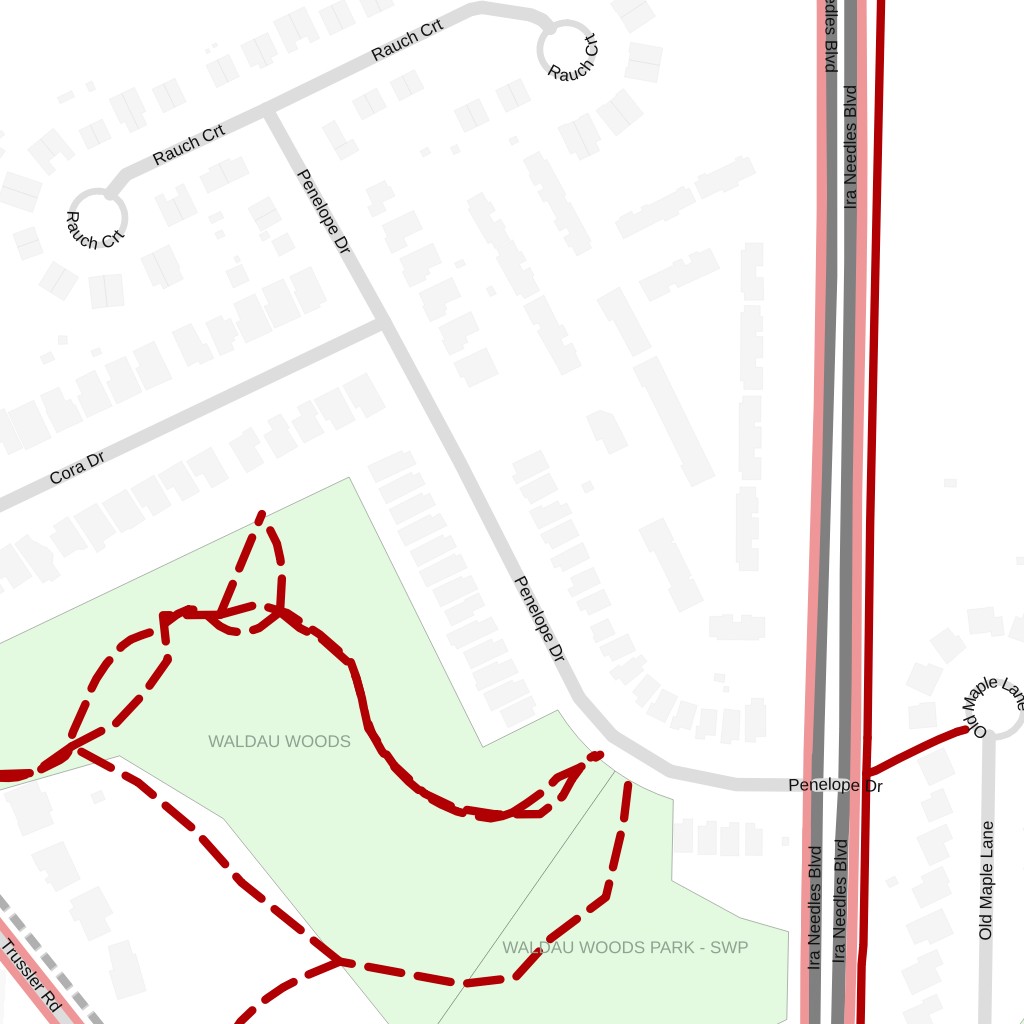 Rauch Crt
Rauch Crt
edles Blvd
Ira Needles Blvd
Rauch Crt
Penelope Dr
Rauch Crt
Cora Dr
Penelope Dr
Old Maple Lane
WALDAU WOODS
Penelope Dr
Ira Needles Blvd
Ira Needles Blvd
Old Maple Lane
WALDAU WOODS PARK - SWP
Trussler Rd